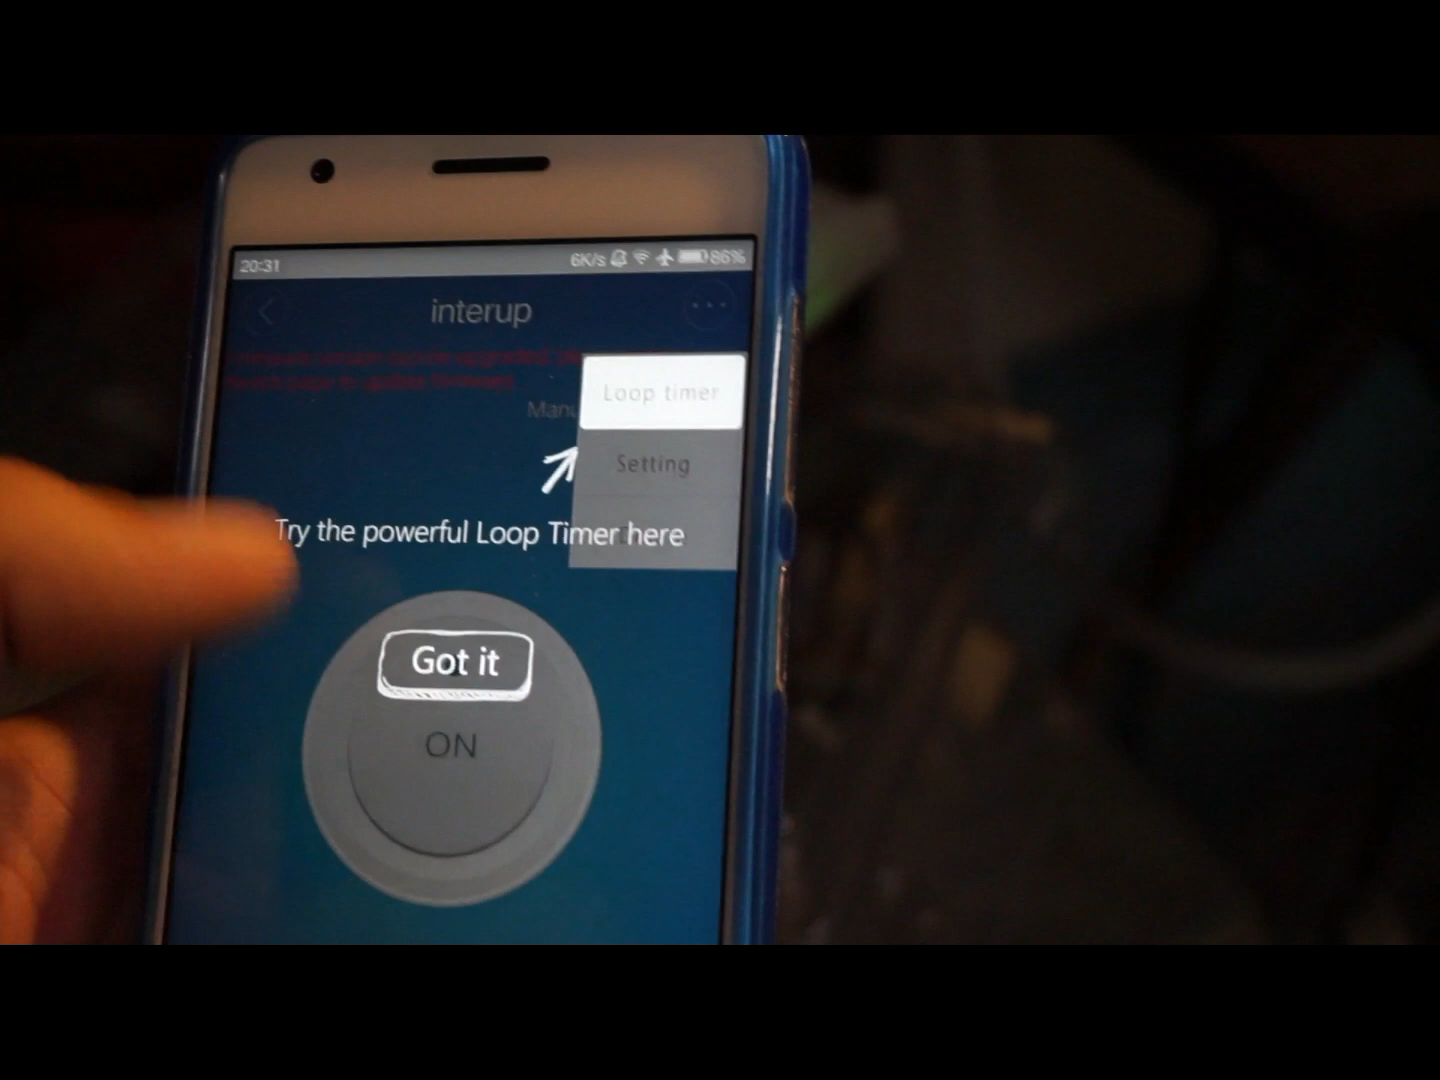 20:31 6K/s 86%
interup
Loop timer
Setting
Try the powerful Loop Timer here
Got it
ON